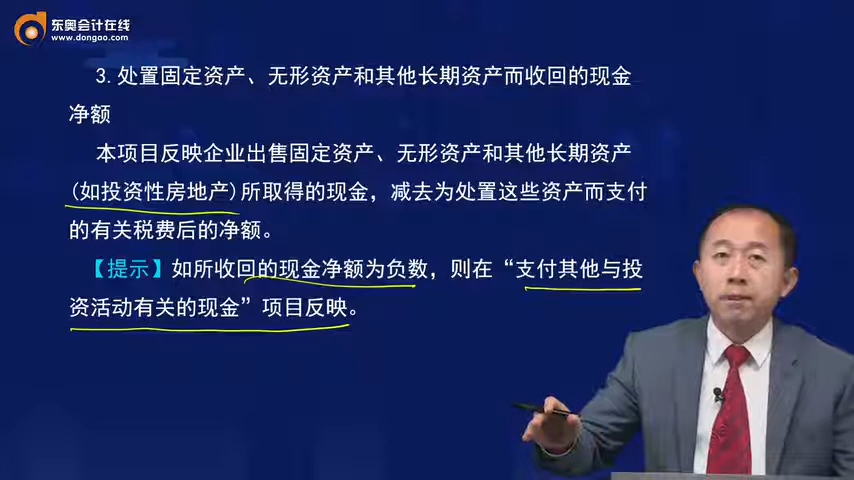 东奥会计在线
www.dongao.com
3.处置固定资产、无形资产和其他长期资产而收回的现金
净额
本项目反映企业出售固定资产、无形资产和其他长期资产
(如投资性房地产)所取得的现金，减去为处置这些资产而支付
的有关税费后的净额。
【提示】如所收回的现金净额为负数，则在“支付其他与投
资活动有关的现金”项目反映。